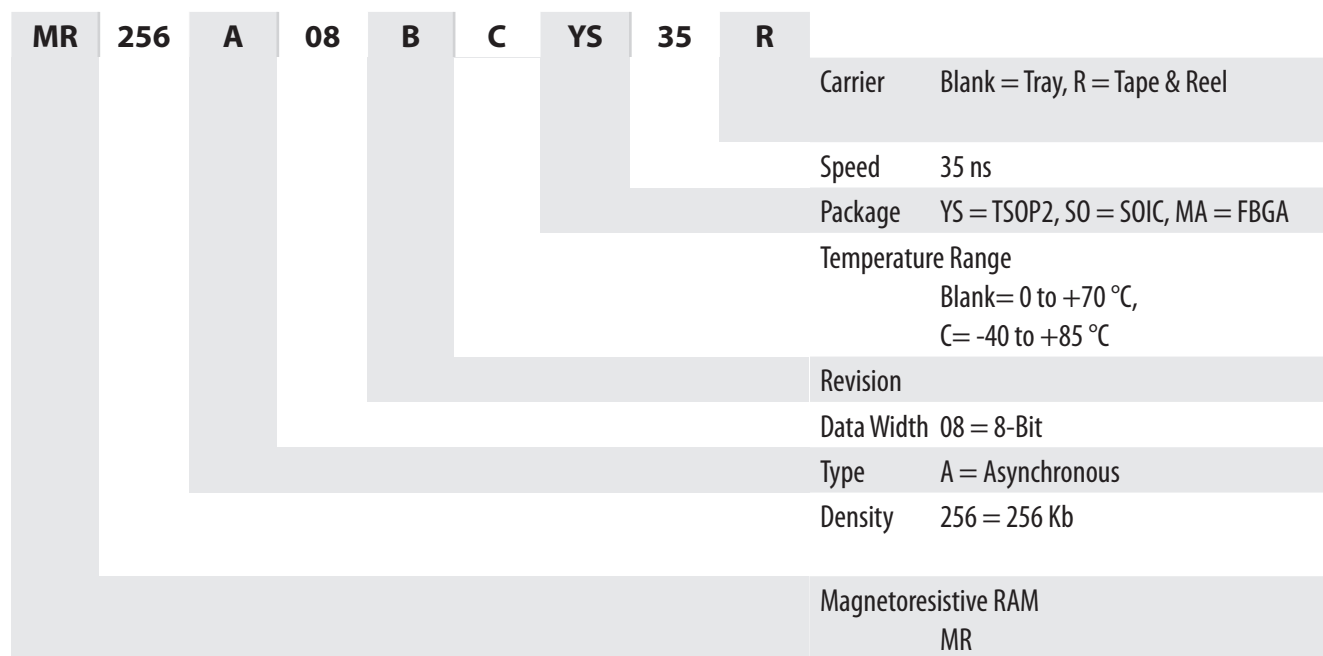 MR 256 A 08 B C YS 35 R
Carrier Blank = Tray, R = Tape & Reel
Speed 35 ns
Package YS = TSOP2, SO = SOIC, MA = FBGA
Temperature Range
Blank= 0 to +70 °C,
C= -40 to +85 °C
Revision
Data Width 08 = 8-Bit
Type A = Asynchronous
Density 256 = 256 Kb
Magnetoresistive RAM
MR